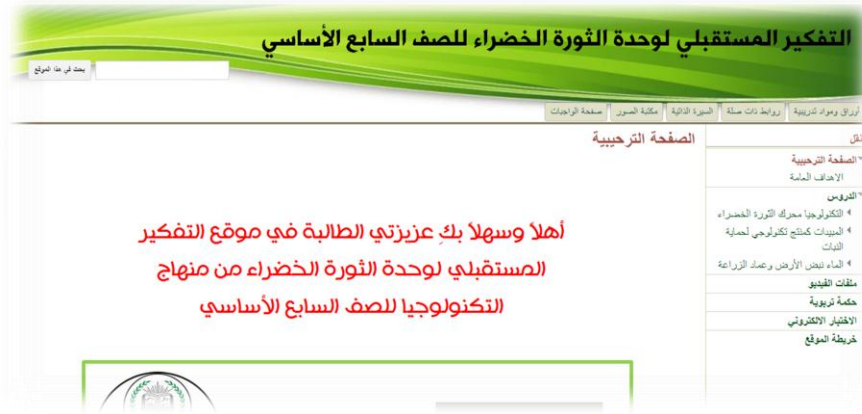 التفكير المستقبلي لوحدة الثورة الخضراء للصف السابع الأساسي
بحث في هذا الموقع
أوراق ومواد تدريبية
روابط ذات صلة
السيرة الذاتية
مكتبة الصور
صفحة الواجبات
تنقل
الصفحة الترحيبية
الاهداف العامة
الدروس
التكنولوجيا محرك الثورة الخضراء
المبيدات كمنتج تكنولوجي لحماية
النبات
الماء نبض الأرض وعماد الزراعة
ملفات الفيديو
حكمة تربوية
الاختبار الالكتروني
خريطة الموقع
الصفحة الترحيبية
أهلاً وسهلاً بكِ عزيزتي الطالبة في موقع التفكير
المستقبلي لوحدة الثورة الخضراء من منهاج
التكنولوجيا للصف السابع الأساسي